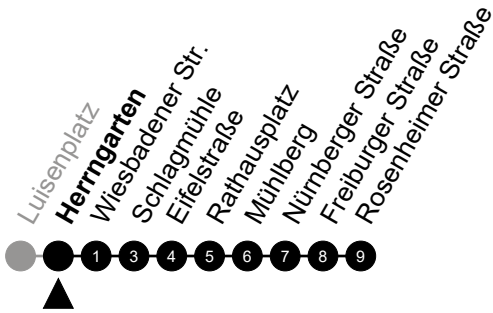 Luisenplatz
Herrngarten
Wiesbadener Str.
Schlagmühle
Eifelstraße
Rathausplatz
Mühlberg
Nürnberger Straße
Freiburger Straße
Rosenheimer Straße
1 3 4 5 6 7 8 9